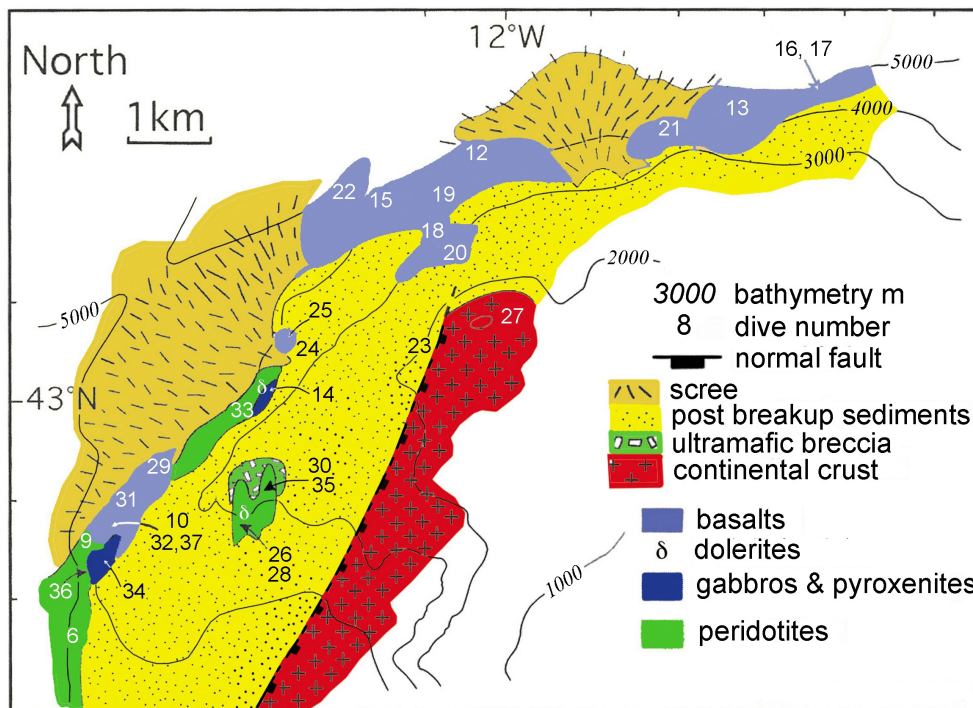 12°W
16, 17
5000
North
4000
1km
13
21
3000
12
22
15
19
18
20
2000
3000 bathymetry m
27
8 dive number
25
5000
23
normal fault
24
scree
43°N
δ
14
33
post breakup sediments
ultramafic breccia
29
30
continental crust
35
31
10
δ
basalts
32,37
9
26
δ dolerites
28
1000
36
34
gabbros & pyroxenites
6
peridotites